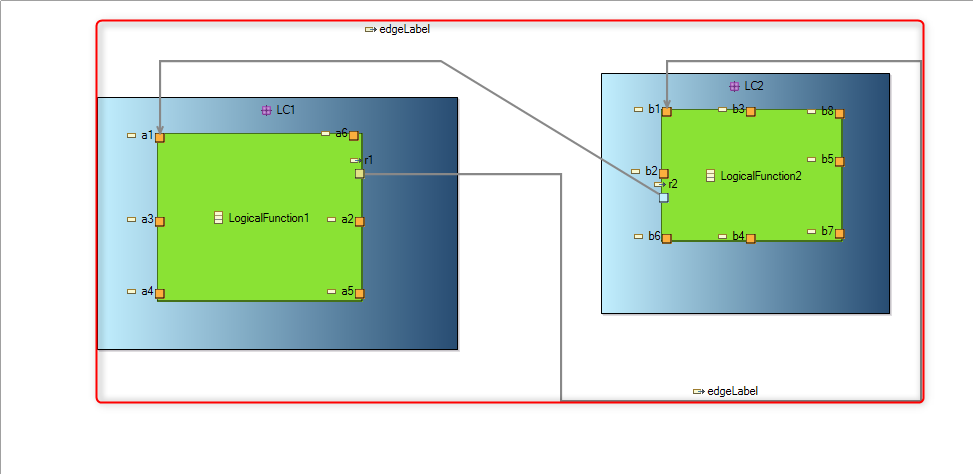 edgeLabel
LC1
a1
a6
r1
LogicalFunction1
a3
a2
a4
a5
LC2
b1
b3
b8
b5
b2
r2
LogicalFunction2
b6
b4
b7
edgeLabel